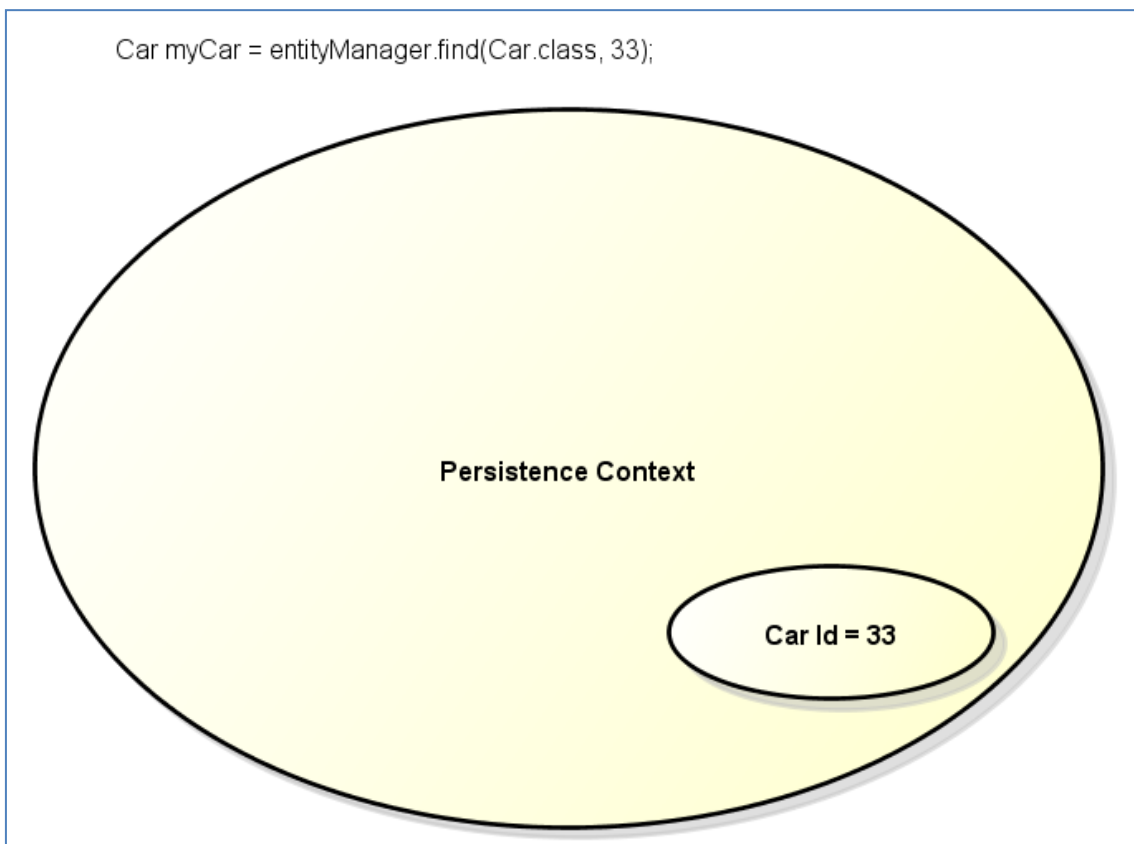 Car myCar = entityManager.find(Car.class, 33);
Persistence Context
Car Id = 33